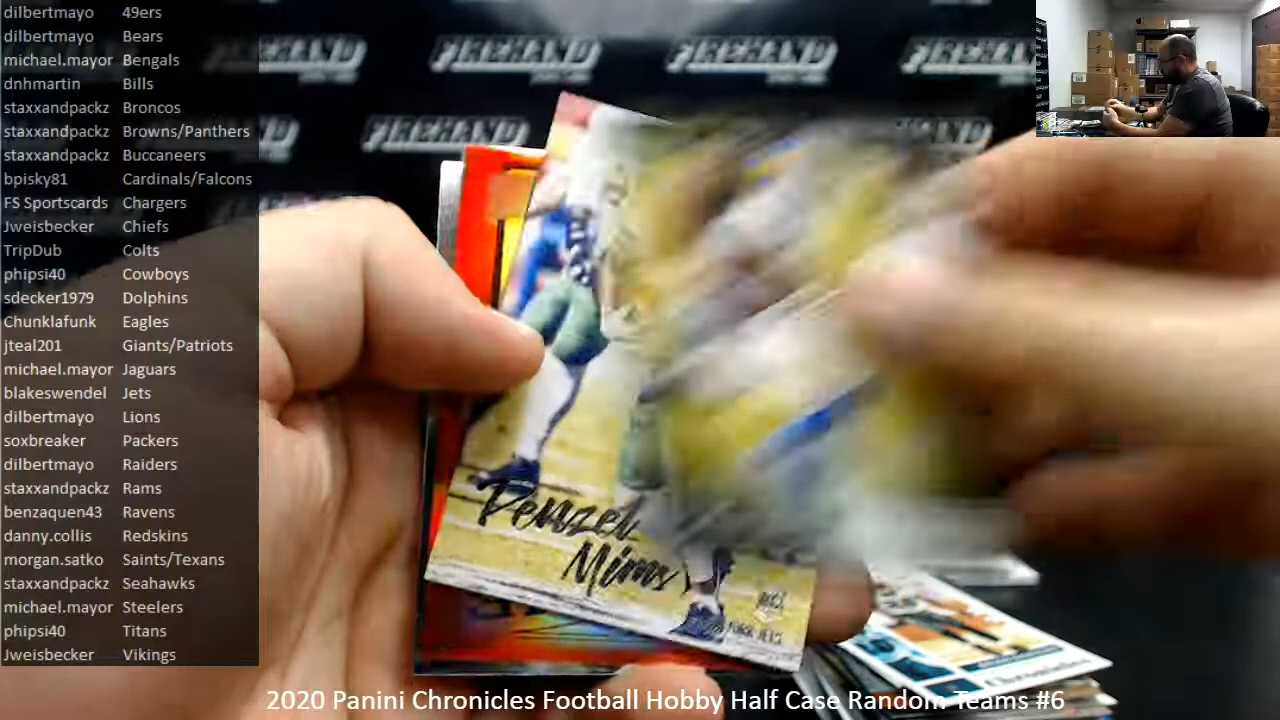 dilbertmayo 49ers
dilbertmayo Bears
michael.mayor Bengals
dnhmartin Bills
staxxandpackz Broncos
staxxandpackz Browns/Panthers
staxxandpackz Buccaneers
bpisky81 Cardinals/Falcons
FS Sportscards Chargers
Jweisbecker Chiefs
TripDub Colts
phipsi40 Cowboys
sdecker1979 Dolphins
Chunklafunk Eagles
jteal201 Giants/Patriots
michael.mayor Jaguars
blakeswendel Jets
dilbertmayo Lions
soxbreaker Packers
dilbertmayo Raiders
staxxandpackz Rams
benzaquen43 Ravens
danny.collis Redskins
morgan.satko Saints/Texans
staxxandpackz Seahawks
michael.mayor Steelers
phipsi40 Titans
Jweisbecker Vikings
FIREHAND FIREHAND FIREHAND FIREHAND
FIREHAND
Denzel
Mims
2020 Panini Chronicles Football Hobby Half Case Random Teams #6